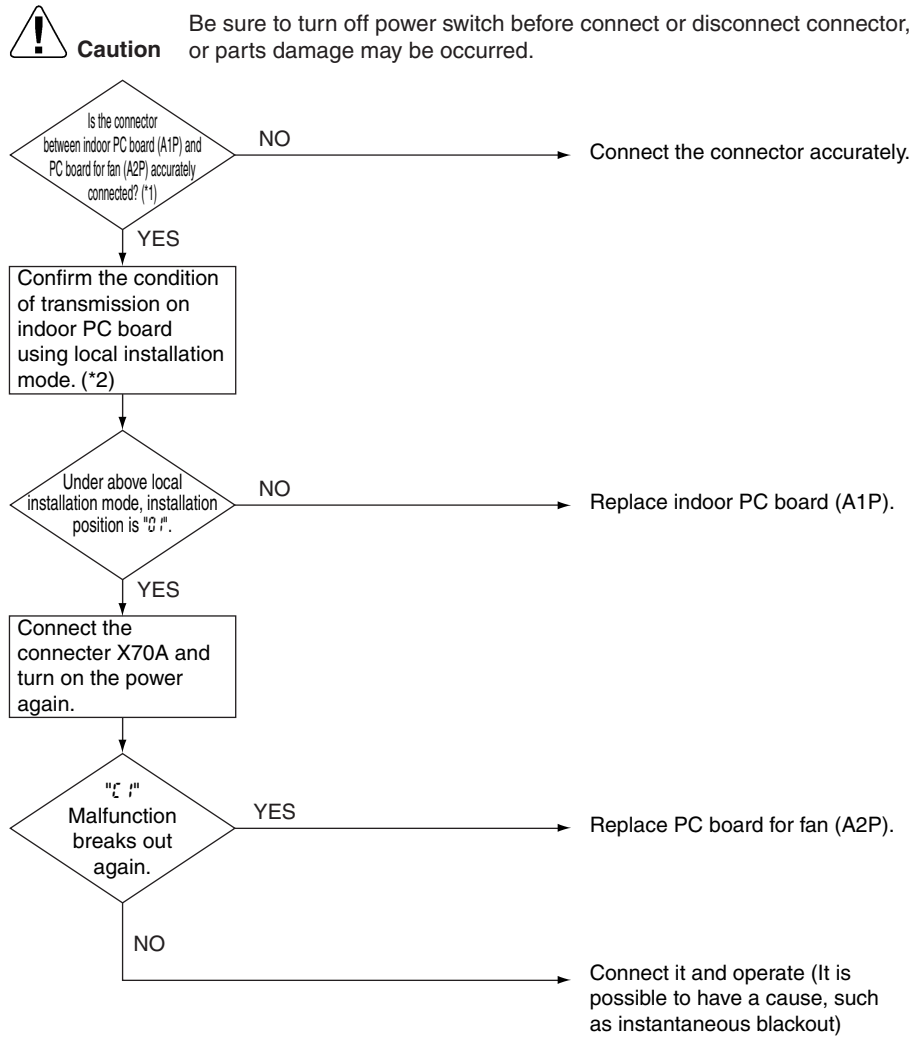 Caution
Be sure to turn off power switch before connect or disconnect connector,
or parts damage may be occurred.
Is the connector
between indoor PC board (A1P) and
PC board for fan (A2P) accurately
connected? (*1)
NO
Connect the connector accurately.
YES
Confirm the condition
of transmission on
indoor PC board
using local installation
mode. (*2)
Under above local
installation mode, installation
position is "01".
NO
Replace indoor PC board (A1P).
YES
Connect the
connecter X70A and
turn on the power
again.
"C1"
Malfunction
breaks out
again.
YES
Replace PC board for fan (A2P).
NO
Connect it and operate (It is
possible to have a cause, such
as instantaneous blackout)